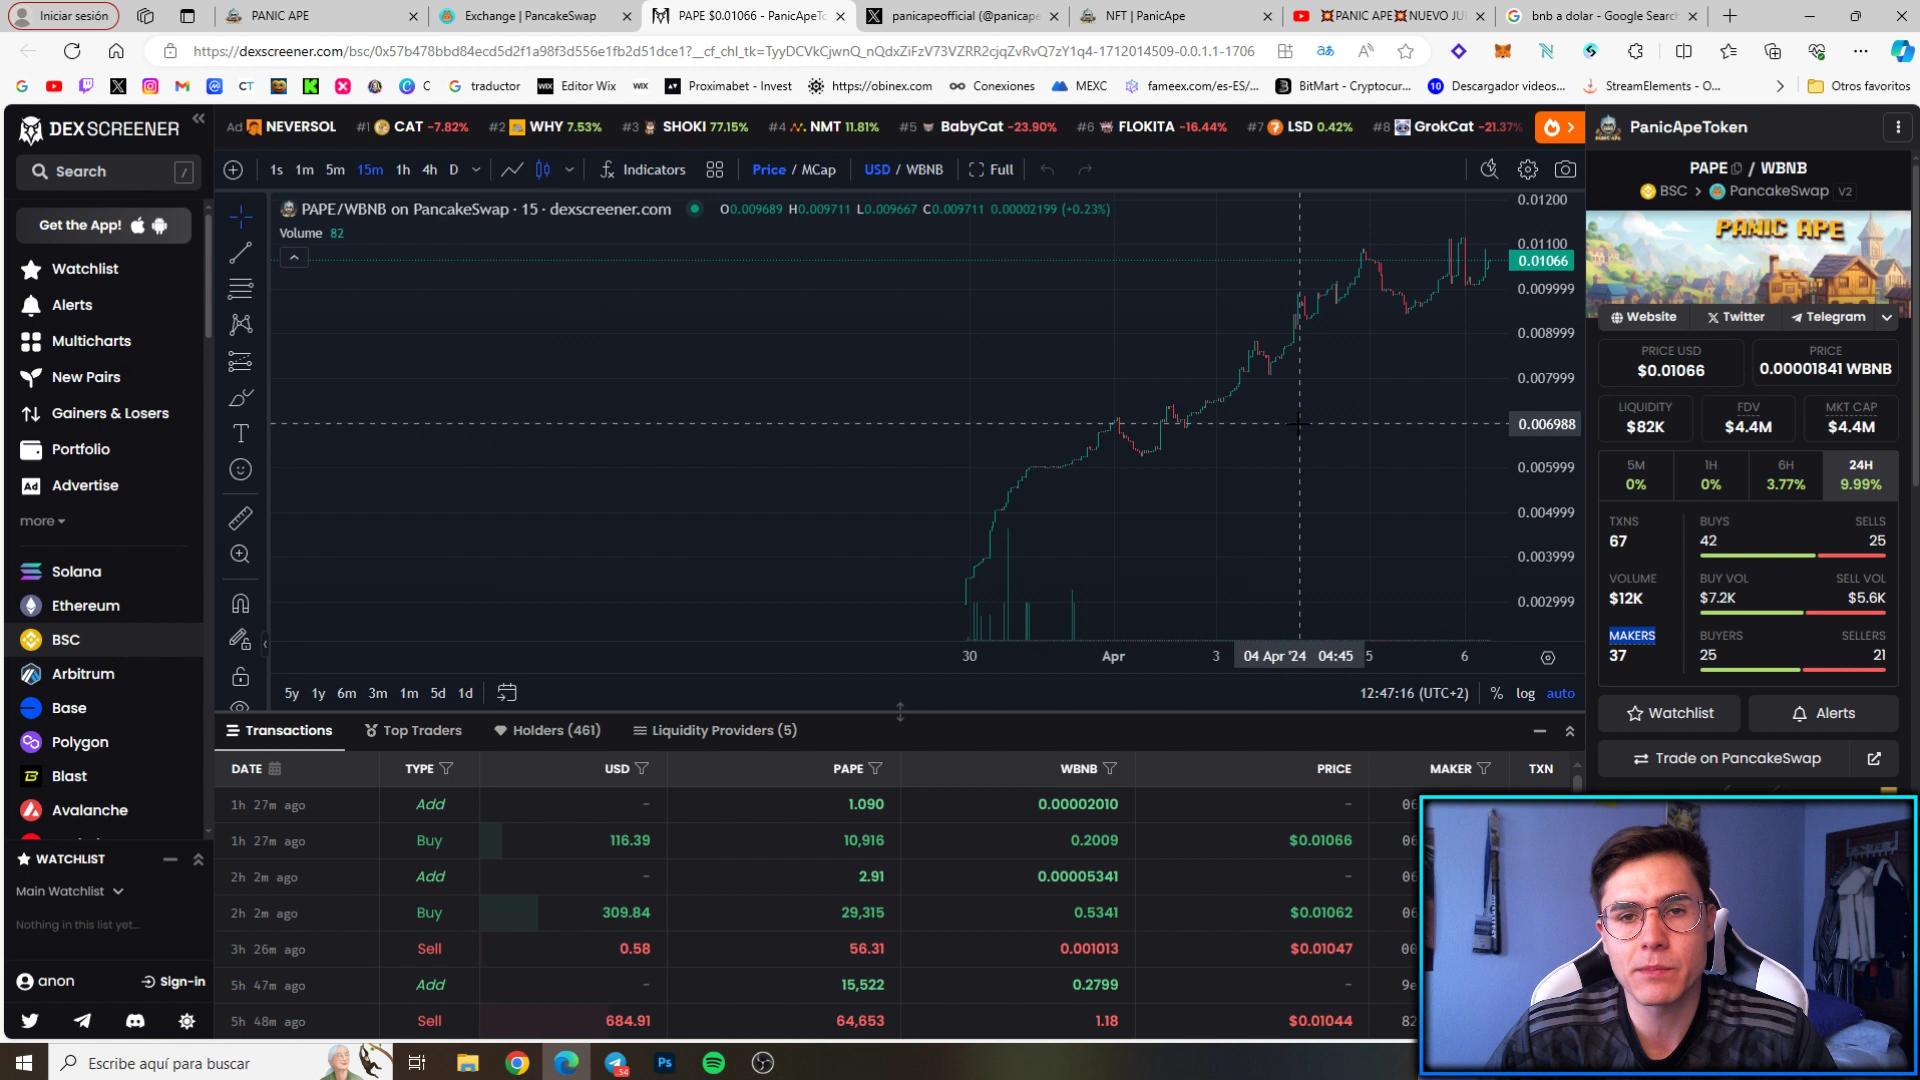 Iniciar sesión
PANIC APE
Exchange | PancakeSwap
PAPE $0.01066 - PanicApeTo
panicapeofficial (@panicape
NFT | PanicApe
💥PANIC APE💥NUEVO JU
bnb a dolar - Google Search
https://dexscreener.com/bsc/0x57b478bbd84ecd5d2f1a98f3d556e1fb2d51dce1?__cf_chl_tk=TyyDCVkCjwnQ_nQdxZiFzV73VZRR2cjqZvRvQ7zY1q4-1712014509-0.0.1.1-1706
CT
C
traductor
Editor Wix
WIX
Proximabet - Invest
https://obinex.com
Conexiones
MEXC
fameex.com/es-ES/...
BitMart - Cryptocur...
Descargador videos...
StreamElements - O...
Otros favoritos
DEX SCREENER
Ad NEVERSOL #1 CAT -7.82% #2 WHY 7.53% #3 SHOKI 77.15% #4 NMT 11.81% #5 BabyCat -23.90% #6 FLOKITA -16.44% #7 LSD 0.42% #8 GrokCat -21.37%
PanicApeToken
Search /
1s 1m 5m 15m 1h 4h D
Indicators
Price / MCap
USD / WBNB
Full
PAPE / WBNB
BSC > PancakeSwap V2
Get the App!
Watchlist
Alerts
Multicharts
New Pairs
Gainers & Losers
Portfolio
Ad Advertise
more
Solana
Ethereum
BSC
Arbitrum
Base
Polygon
Blast
Avalanche
WATCHLIST
Main Watchlist
Nothing in this list yet...
anon
Sign-in
PAPE/WBNB on PancakeSwap · 15 · dexscreener.com
O0.009689 H0.009711 L0.009667 C0.009711 0.00002199 (+0.23%)
Volume 82
0.01200
0.01100
0.01066
0.009999
0.008999
0.007999
0.006988
0.005999
0.004999
0.003999
0.002999
30 Apr 3 04 Apr '24 04:45 5 6
5y 1y 6m 3m 1m 5d 1d
12:47:16 (UTC+2) % log auto
PANIC APE
Website
Twitter
Telegram
PRICE USD
$0.01066
PRICE
0.00001841 WBNB
LIQUIDITY
$82K
FDV
$4.4M
MKT CAP
$4.4M
5M
0%
1H
0%
6H
3.77%
24H
9.99%
TXNS
67
BUYS
42
SELLS
25
VOLUME
$12K
BUY VOL
$7.2K
SELL VOL
$5.6K
MAKERS
37
BUYERS
25
SELLERS
21
Watchlist
Alerts
Trade on PancakeSwap
Transactions
Top Traders
Holders (461)
Liquidity Providers (5)
DATE TYPE USD PAPE WBNB PRICE MAKER TXN
1h 27m ago Add - 1.090 0.00002010 -
1h 27m ago Buy 116.39 10,916 0.2009 $0.01066
2h 2m ago Add - 2.91 0.00005341 -
2h 2m ago Buy 309.84 29,315 0.5341 $0.01062
3h 26m ago Sell 0.58 56.31 0.001013 $0.01047
5h 47m ago Add - 15,522 0.2799 - 9e
5h 48m ago Sell 684.91 64,653 1.18 $0.01044 82
Escribe aquí para buscar
Ps